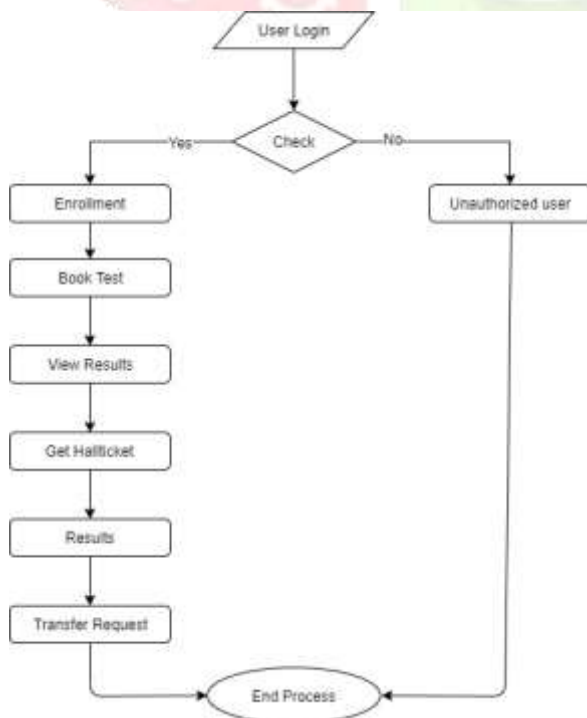 User Login
Check
Yes
No
Enrollment
Unauthorized user
Book Test
View Results
Get Hallticket
Results
Transfer Request
End Process